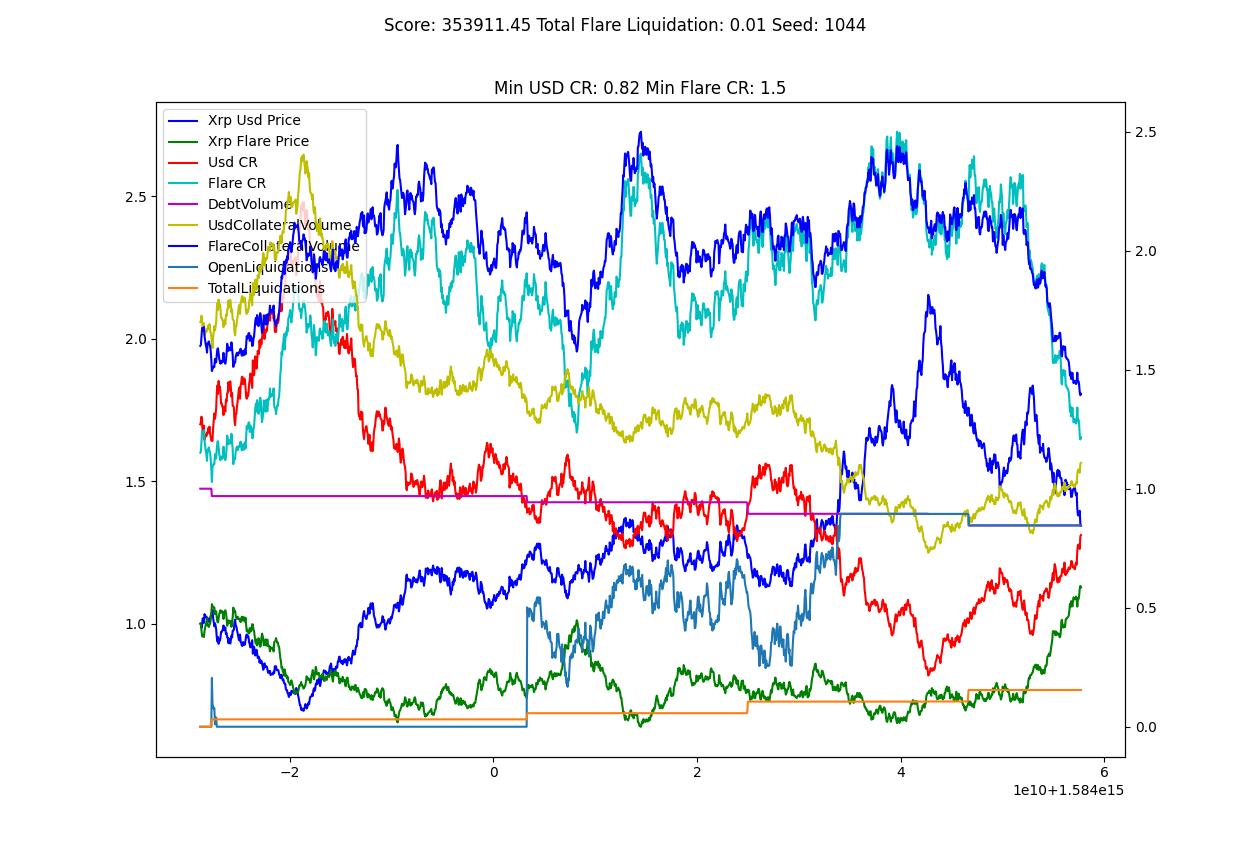 Score: 353911.45 Total Flare Liquidation: 0.01 Seed: 1044
Min USD CR: 0.82 Min Flare CR: 1.5
Xrp Usd Price
Xrp Flare Price
Usd CR
Flare CR
DebtVolume
UsdCollateralVolume
FlareCollateralVolume
OpenLiquidations
TotalLiquidations
2.5
2.0
1.5
1.0
2.5
2.0
1.5
1.0
0.5
0.0
−2
0
2
4
6
1e10+1.584e15